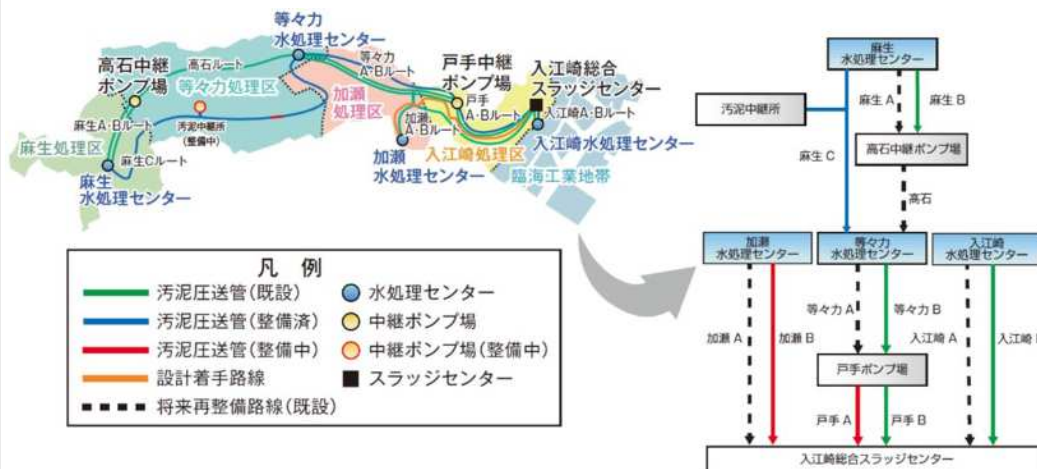 等々力
水処理センター
高石中継
ポンプ場
高石ルート
等々力処理区
等々力
A・Bルート
戸手中継
ポンプ場
入江崎総合
スラッジセンター
加瀬
処理区
戸手
A・Bルート
入江崎A・Bルート
麻生A・Bルート
汚泥中継所
(整備中)
加瀬
A・Bルート
麻生処理区
麻生Cルート
入江崎処理区
入江崎水処理センター
麻生
水処理センター
加瀬
水処理センター
臨海工業地帯
凡 例
汚泥圧送管(既設)
汚泥圧送管(整備済)
汚泥圧送管(整備中)
設計着手路線
将来再整備路線(既設)
水処理センター
中継ポンプ場
中継ポンプ場(整備中)
スラッジセンター
麻生
水処理センター
汚泥中継所
麻生 A
麻生 B
麻生 C
高石中継ポンプ場
高石
加瀬
水処理センター
等々力
水処理センター
入江崎
水処理センター
加瀬 A
加瀬 B
等々力 A
等々力 B
入江崎 A
入江崎
戸手ポンプ場
戸手 A
戸手 B
入江崎総合スラッジセンター